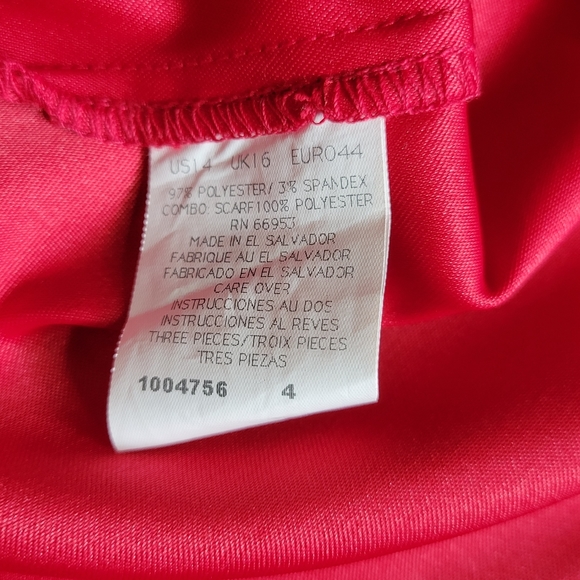 US14 UK16 EURO44
97% POLYESTER/ 3% SPANDEX
COMBO: SCARF100% POLYESTER
RN 66953
MADE IN EL SALVADOR
FABRIQUE AU EL SALVADOR
FABRICADO EN EL SALVADOR
CARE OVER
INSTRUCTIONS AU DOS
INSTRUCCIONES AL REVES
THREE PIECES/TROIX PIECES
TRES PIEZAS
1004756 4